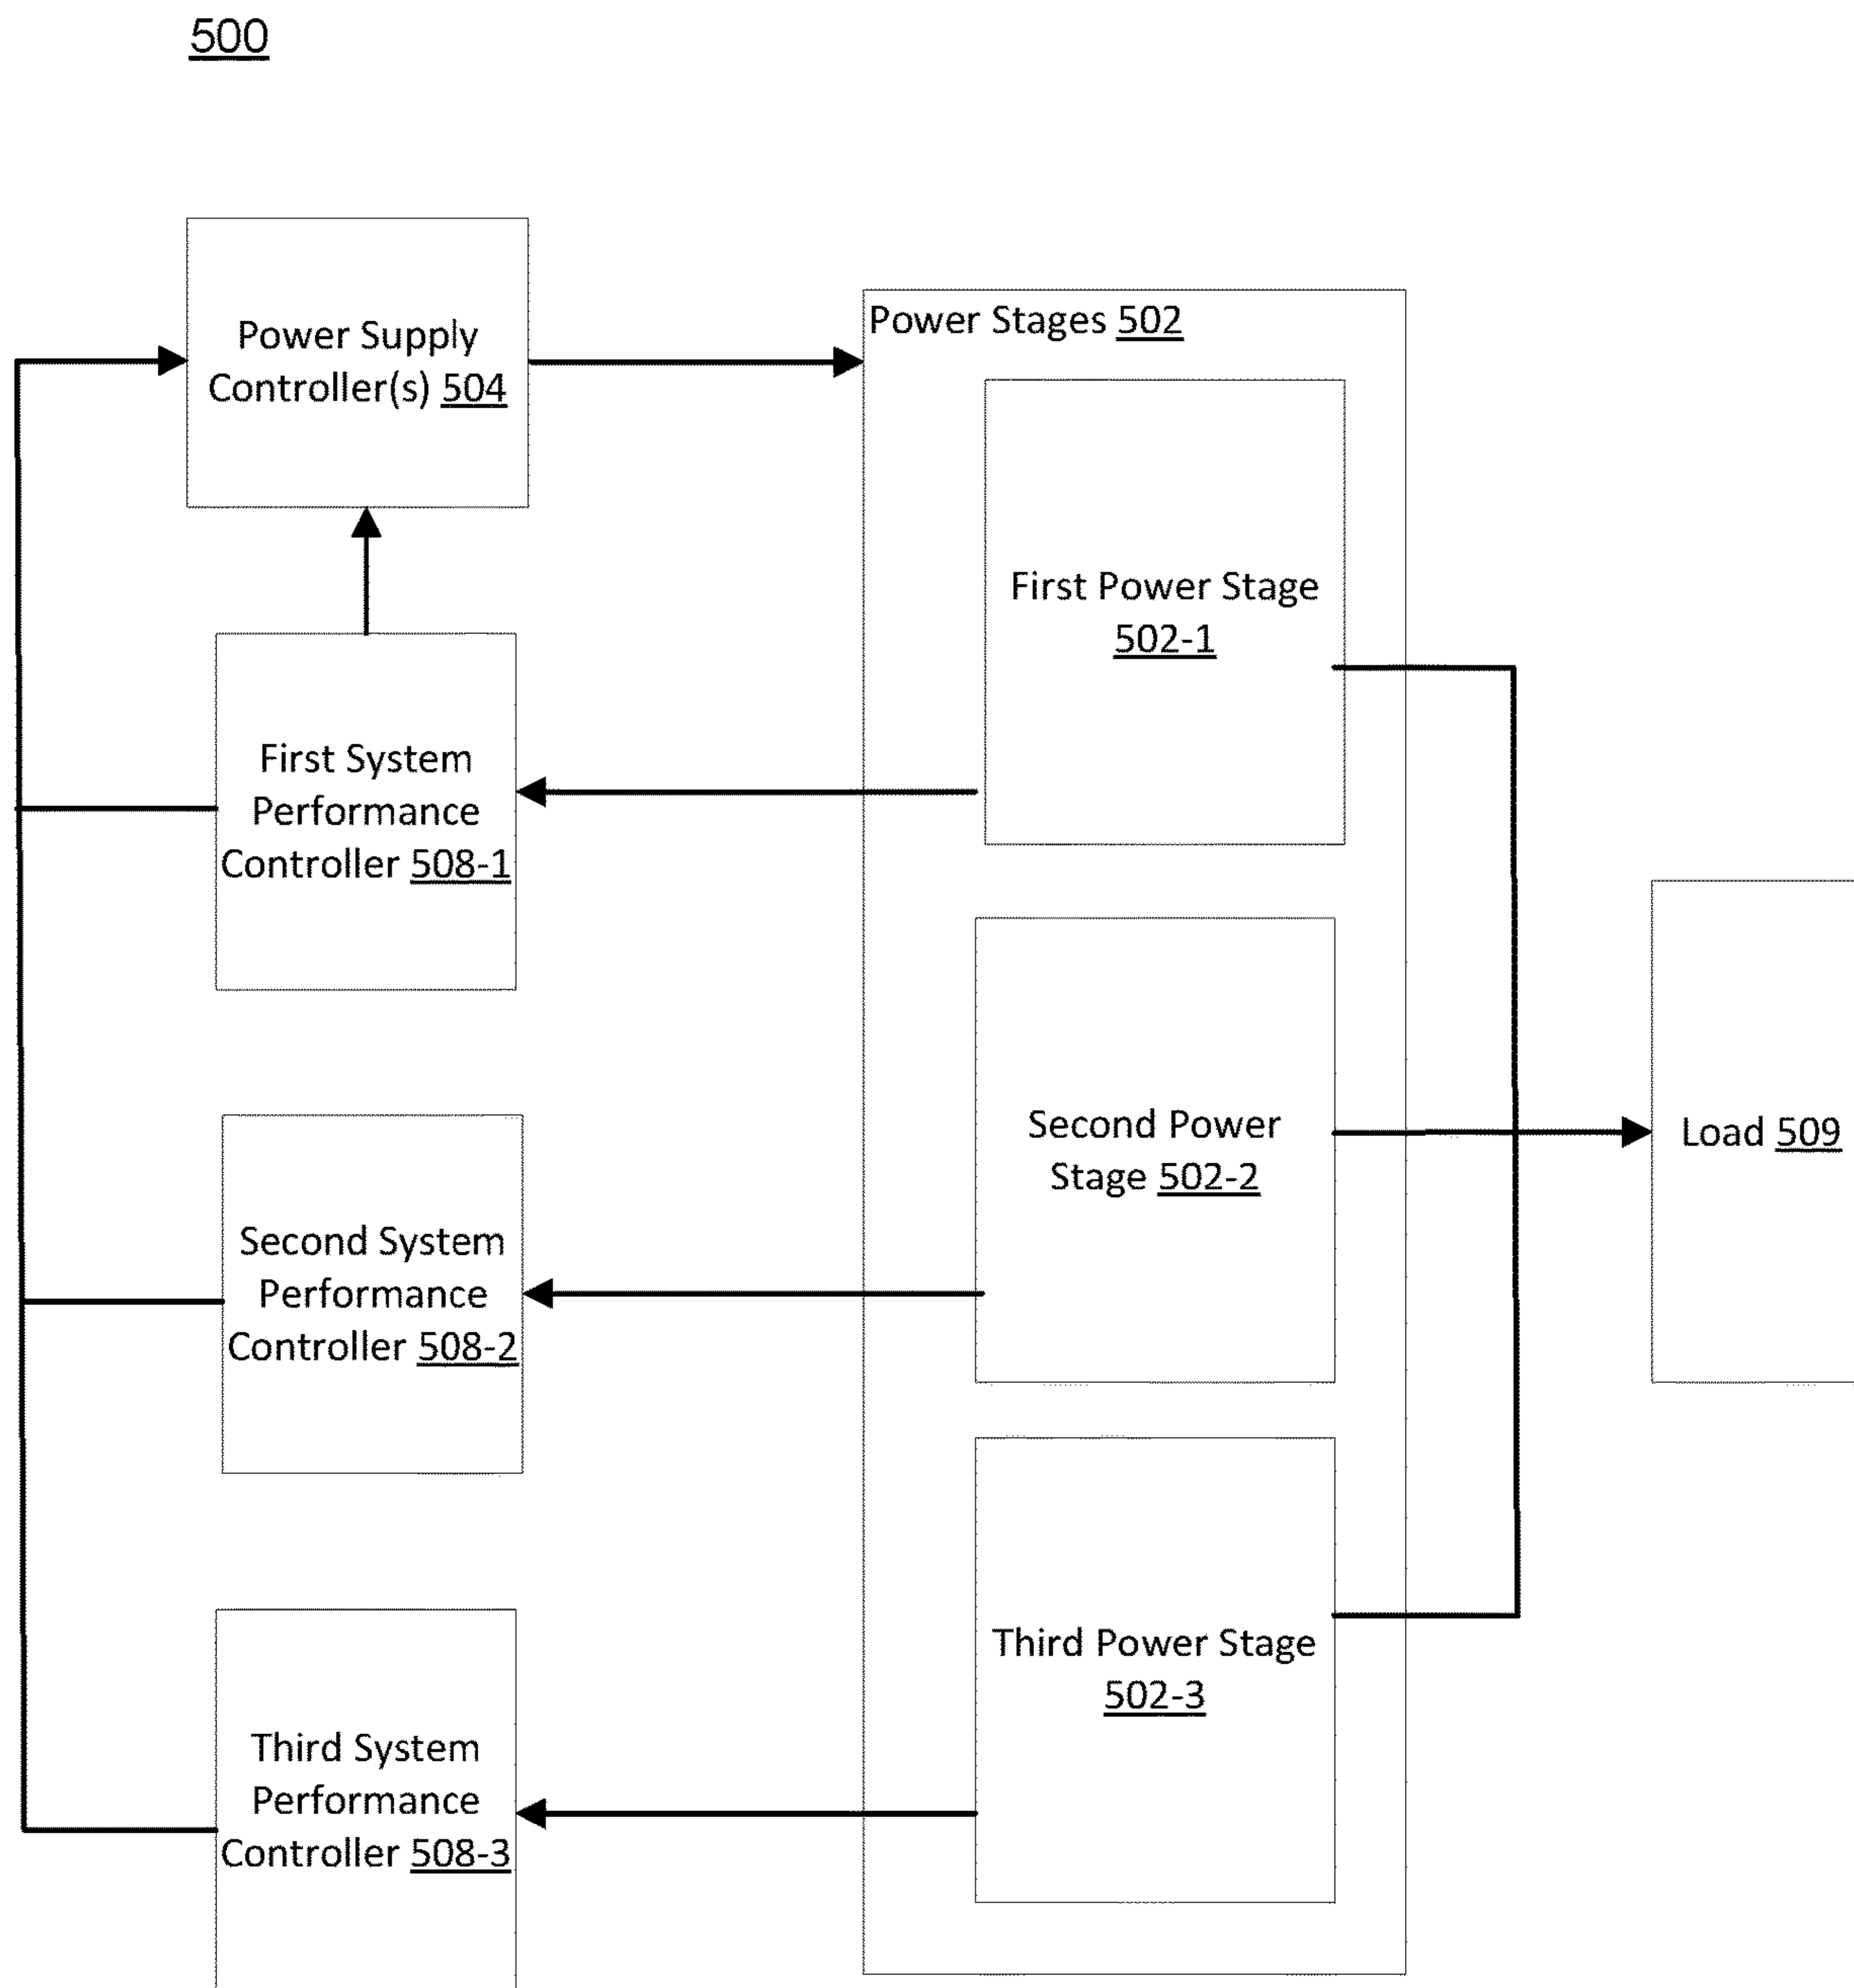 500
Power Supply
Controller(s) 504
Power Stages 502
First Power Stage
502-1
First System
Performance
Controller 508-1
Second Power
Stage 502-2
Load 509
Second System
Performance
Controller 508-2
Third Power Stage
502-3
Third System
Performance
Controller 508-3